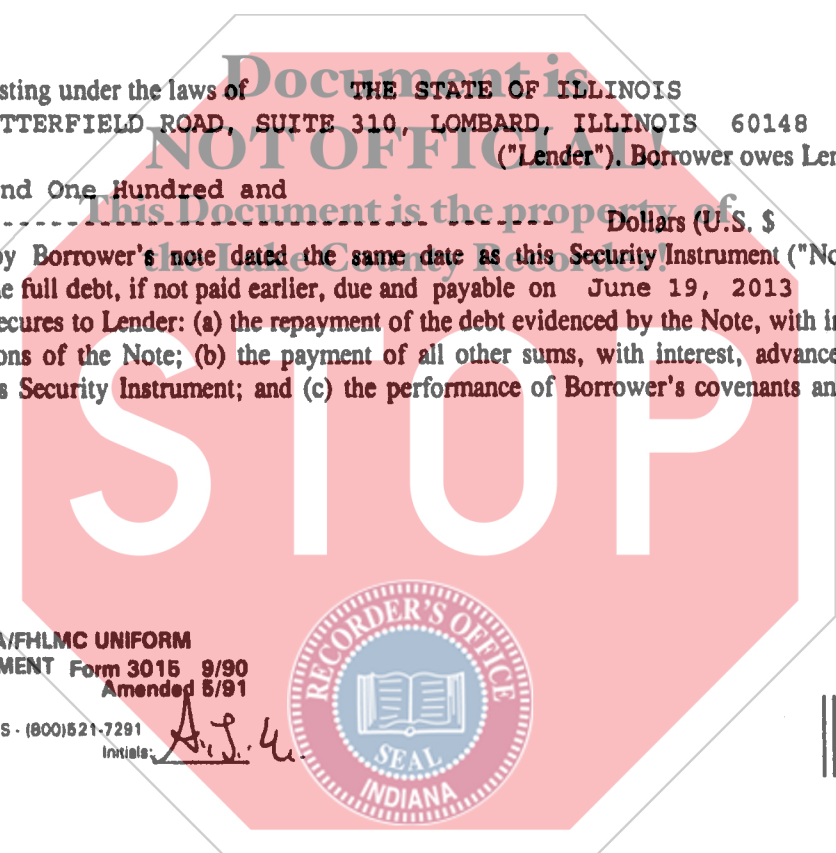 Document is
sting under the laws of THE STATE OF ILLINOIS
TTERFIELD ROAD, SUITE 310, LOMBARD, ILLINOIS 60148
NOT OFFICIAL!
("Lender"). Borrower owes Len
nd One Hundred and
This Document is the property of
Dollars (U.S. $
the Lake County Recorder!
by Borrower's note dated the same date as this Security Instrument ("No
e full debt, if not paid earlier, due and payable on June 19, 2013
ecures to Lender: (a) the repayment of the debt evidenced by the Note, with in
ons of the Note; (b) the payment of all other sums, with interest, advance
s Security Instrument; and (c) the performance of Borrower's covenants an
STOP
A/FHLMC UNIFORM
MENT Form 3015 9/90
Amended 5/91
S - (800)521-7291
Initials: A.J.
RECORDER'S OFFICE
SEAL
INDIANA